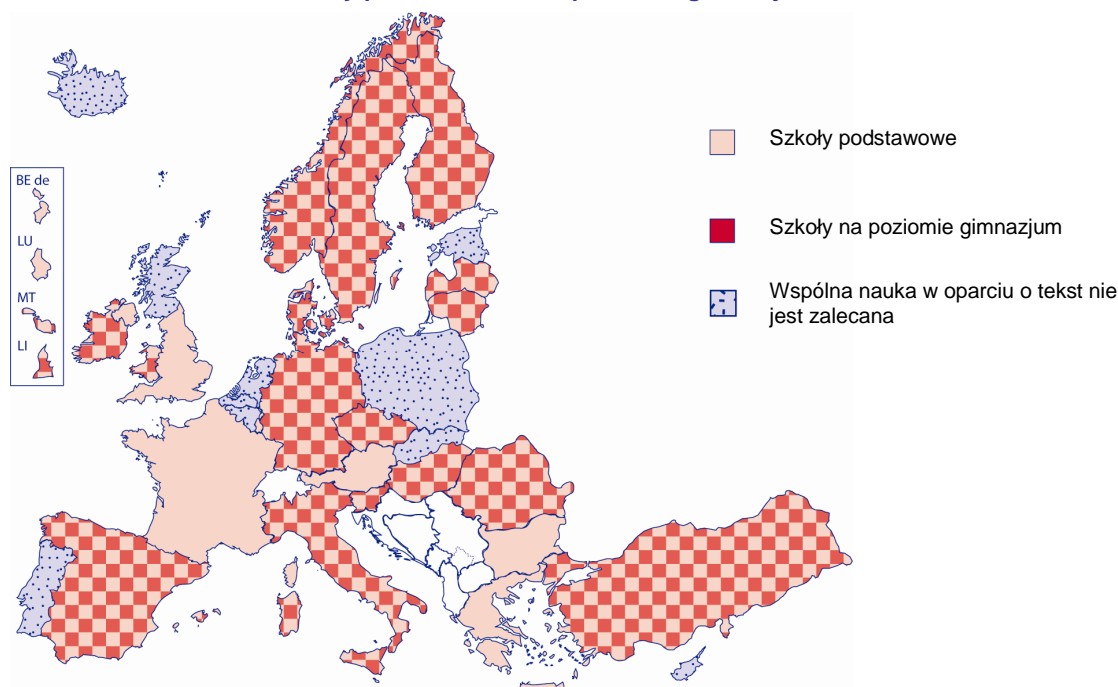 BE de
LU
MT
LI
Szkoły podstawowe
Szkoły na poziomie gimnazjum
Wspólna nauka w oparciu o tekst nie
jest zalecana